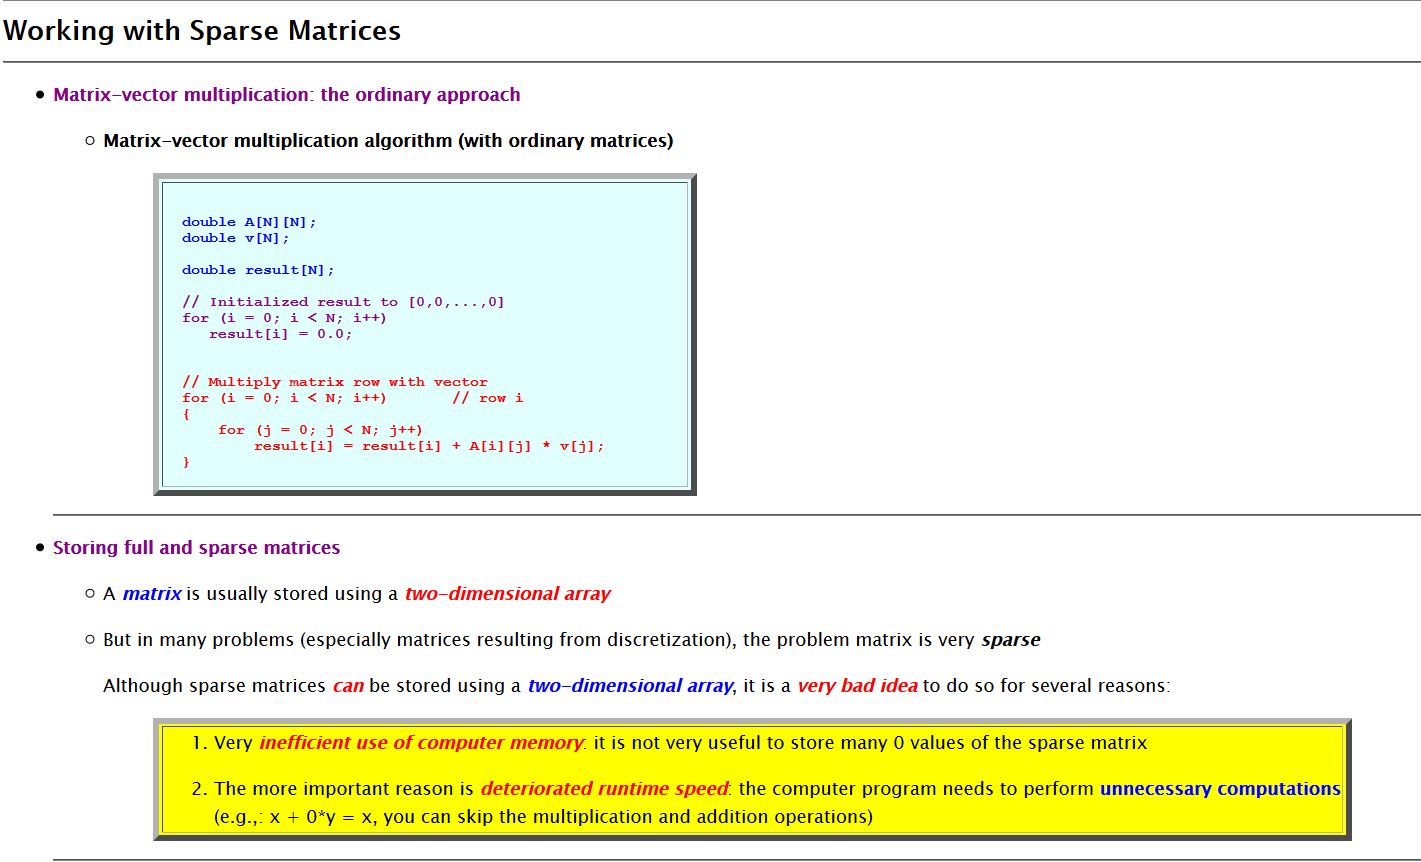 Working with Sparse Matrices
Matrix-vector multiplication: the ordinary approach
Matrix-vector multiplication algorithm (with ordinary matrices)
double A[N][N];
double v[N];
double result[N];
// Initialized result to [0,0,...,0]
for (i = 0; i < N; i++)
result[i] = 0.0;
// Multiply matrix row with vector
for (i = 0; i < N; i++) // row i
{
for (j = 0; j < N; j++)
result[i] = result[i] + A[i][j] * v[j];
}
Storing full and sparse matrices
A matrix is usually stored using a two-dimensional array
But in many problems (especially matrices resulting from discretization), the problem matrix is very sparse
Although sparse matrices can be stored using a two-dimensional array, it is a very bad idea to do so for several reasons:
1. Very inefficient use of computer memory: it is not very useful to store many 0 values of the sparse matrix
2. The more important reason is deteriorated runtime speed: the computer program needs to perform unnecessary computations
(e.g.,: x + 0*y = x, you can skip the multiplication and addition operations)